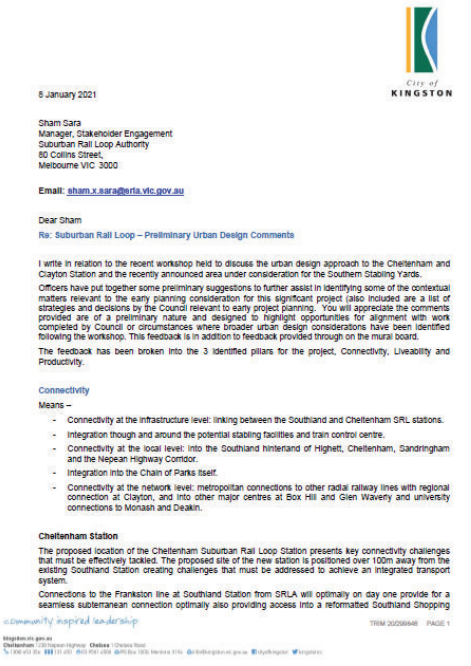 City of
KINGSTON
8 January 2021
Sham Sara
Manager, Stakeholder Engagement
Suburban Rail Loop Authority
80 Collins Street,
Melbourne VIC 3000
Email: sham.x.sara@srla.vic.gov.au
Dear Sham
Re: Suburban Rail Loop – Preliminary Urban Design Comments
I write in relation to the recent workshop held to discuss the urban design approach to the Cheltenham and
Clayton Station and the recently announced area under consideration for the Southern Stabling Yards.
Officers have put together some preliminary suggestions to further assist in identifying some of the contextual
matters relevant to the early planning consideration for this significant project (also included are a list of
strategies and decisions by the Council relevant to early project planning. You will appreciate the comments
provided are of a preliminary nature and designed to highlight opportunities for alignment with work
completed by Council or circumstances where broader urban design considerations have been identified
following the workshop. This feedback is in addition to feedback provided through on the mural board.
The feedback has been broken into the 3 identified pillars for the project, Connectivity, Liveability and
Productivity.
Connectivity
Means –
- Connectivity at the infrastructure level: linking between the Southland and Cheltenham SRL stations.
- Integration though and around the potential stabling facilities and train control centre.
- Connectivity at the local level: into the Southland hinterland of Highett, Cheltenham, Sandringham
and the Nepean Highway Corridor.
- Integration into the Chain of Parks itself.
- Connectivity at the network level: metropolitan connections to other radial railway lines with regional
connection at Clayton, and into other major centres at Box Hill and Glen Waverly and university
connections to Monash and Deakin.
Cheltenham Station
The proposed location of the Cheltenham Suburban Rail Loop Station presents key connectivity challenges
that must be effectively tackled. The proposed site of the new station is positioned over 100m away from the
existing Southland Station creating challenges that must be addressed to achieve an integrated transport
system.
Connections to the Frankston line at Southland Station from SRLA will optimally on day one provide for a
seamless subterranean connection optimally also providing access into a reformatted Southland Shopping
community inspired leadership
TRIM 20/299848 PAGE 1
kingston.vic.gov.au
Cheltenham 1230 Nepean Highway Chelsea 1 Chelsea Road